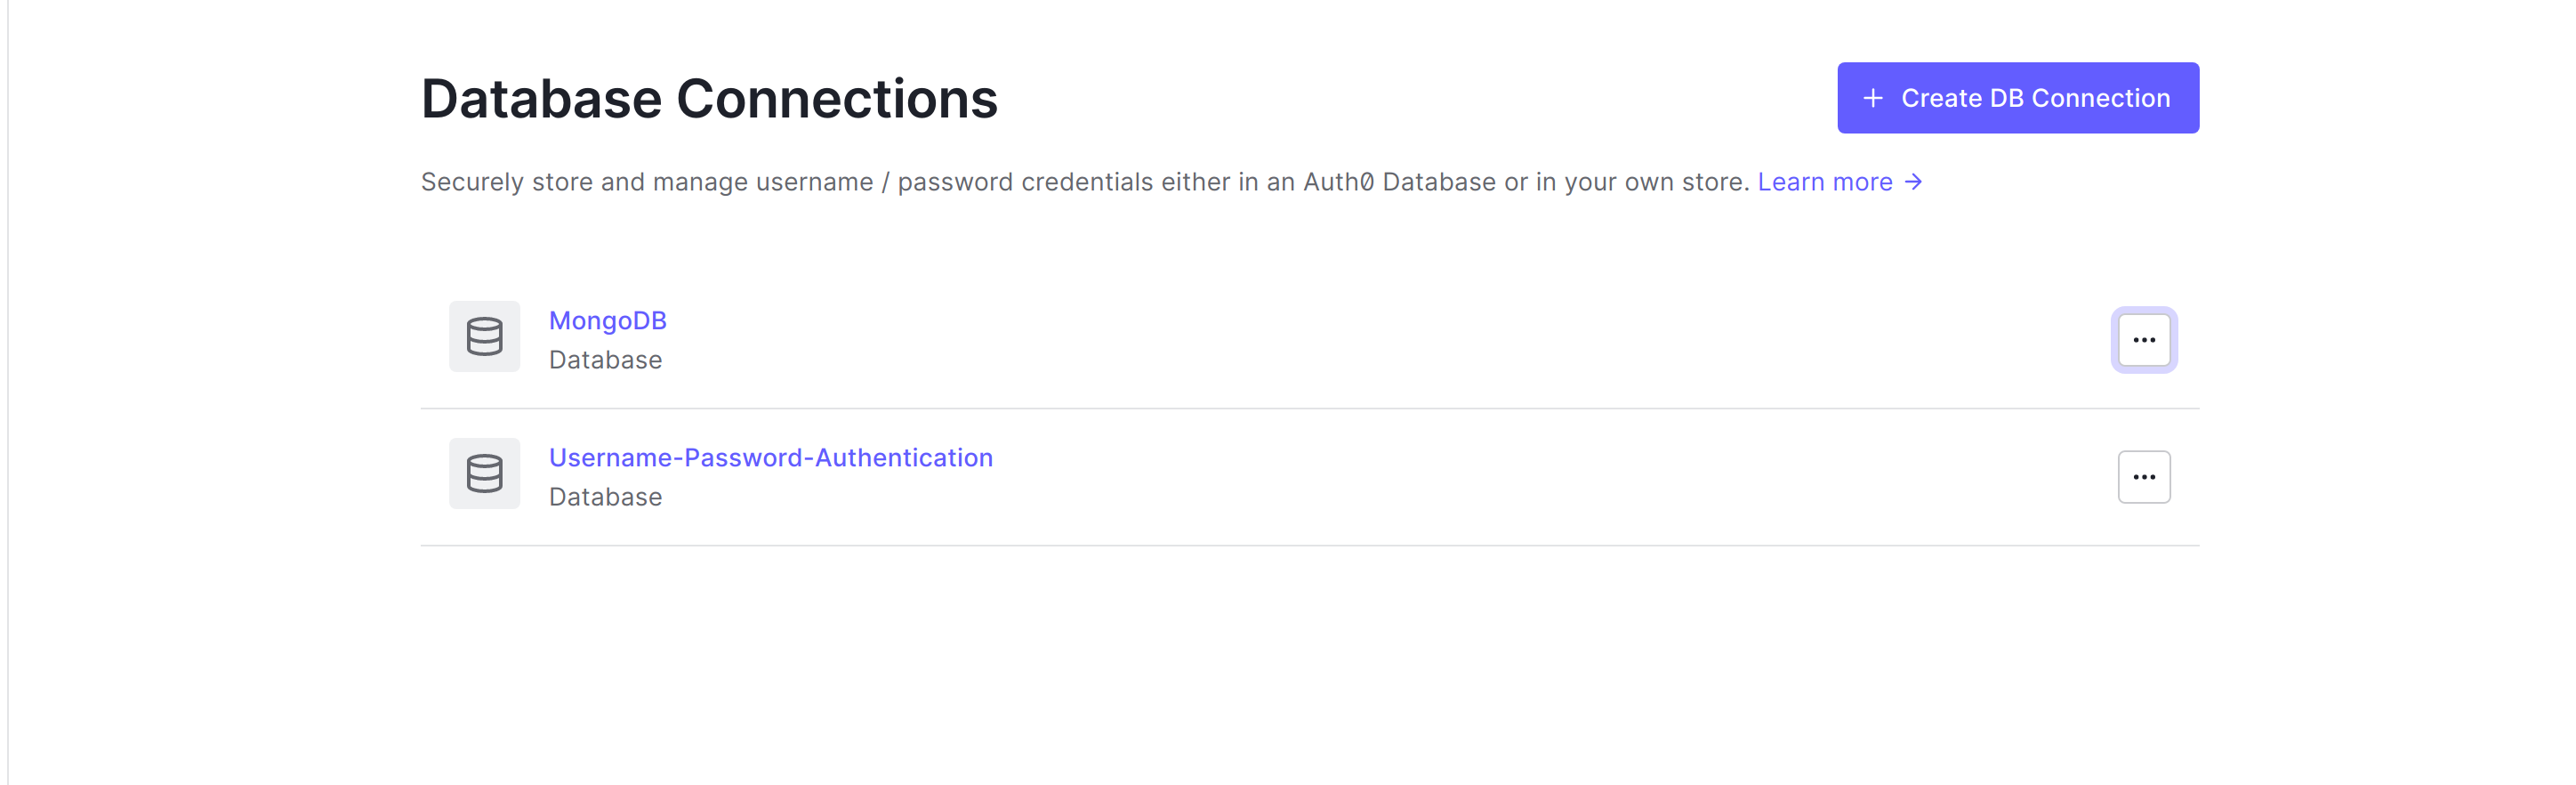 Database Connections
+ Create DB Connection
Securely store and manage username / password credentials either in an Auth0 Database or in your own store. Learn more →
MongoDB
Database
Username-Password-Authentication
Database